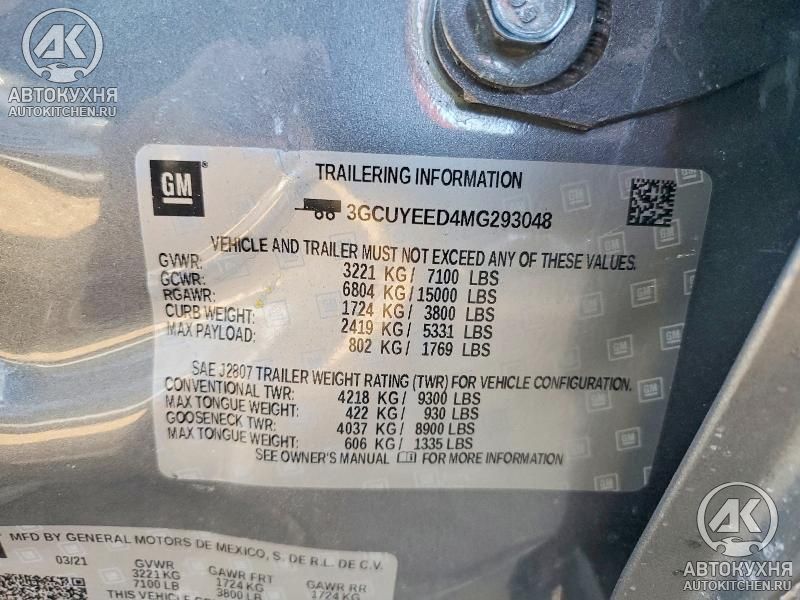 AK
АВТОКУХНЯ
AUTOKITCHEN.RU
GM
TRAILERING INFORMATION
3GCUYEED4MG293048
VEHICLE AND TRAILER MUST NOT EXCEED ANY OF THESE VALUES.
GVWR: 3221 KG/ 7100 LBS
GCWR: 6804 KG/ 15000 LBS
RGAWR: 1724 KG/ 3800 LBS
CURB WEIGHT: 2419 KG/ 5331 LBS
MAX PAYLOAD: 802 KG/ 1769 LBS
SAE J2807 TRAILER WEIGHT RATING (TWR) FOR VEHICLE CONFIGURATION.
CONVENTIONAL TWR: 4218 KG/ 9300 LBS
MAX TONGUE WEIGHT: 422 KG/ 930 LBS
GOOSENECK TWR: 4037 KG/ 8900 LBS
MAX TONGUE WEIGHT: 606 KG/ 1335 LBS
SEE OWNER'S MANUAL FOR MORE INFORMATION
MFD BY GENERAL MOTORS DE MEXICO, S. DE R.L. DE C.V.
03/21 GVWR GAWR FRT GAWR RR
3221 KG 1724 KG 1724 KG
7100 LB 3800 LB
THIS VEHICLE
AK
АВТОКУХНЯ
AUTOKITCHEN.RU